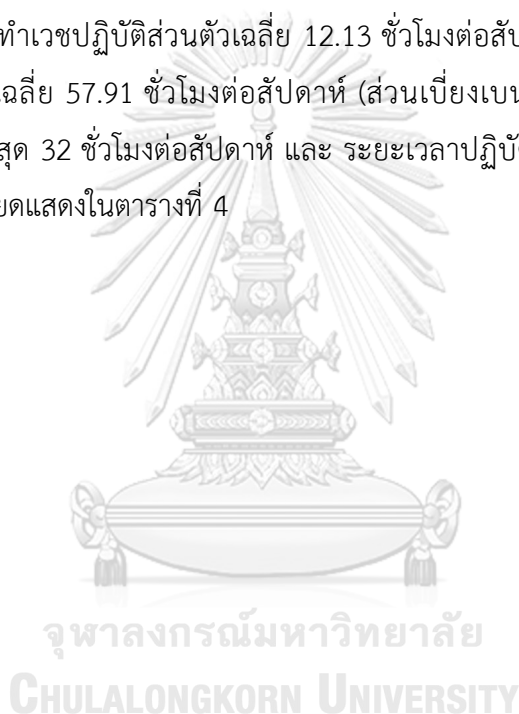 ทำเวชปฏิบัติส่วนตัวเฉลี่ย 12.13 ชั่วโมงต่อสัป
ฉลี่ย 57.91 ชั่วโมงต่อสัปดาห์ (ส่วนเบี่ยงเบน
สุด 32 ชั่วโมงต่อสัปดาห์ และ ระยะเวลาปฏิบั
ยดแสดงในตารางที่ 4
จุฬาลงกรณ์มหาวิทยาลัย
CHULALONGKORN UNIVERSITY